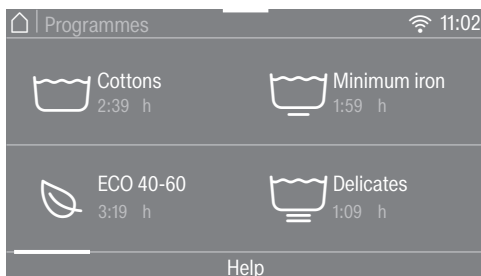 Programmes 11:02
Cottons
2:39 h
Minimum iron
1:59 h
ECO 40-60
3:19 h
Delicates
1:09 h
Help